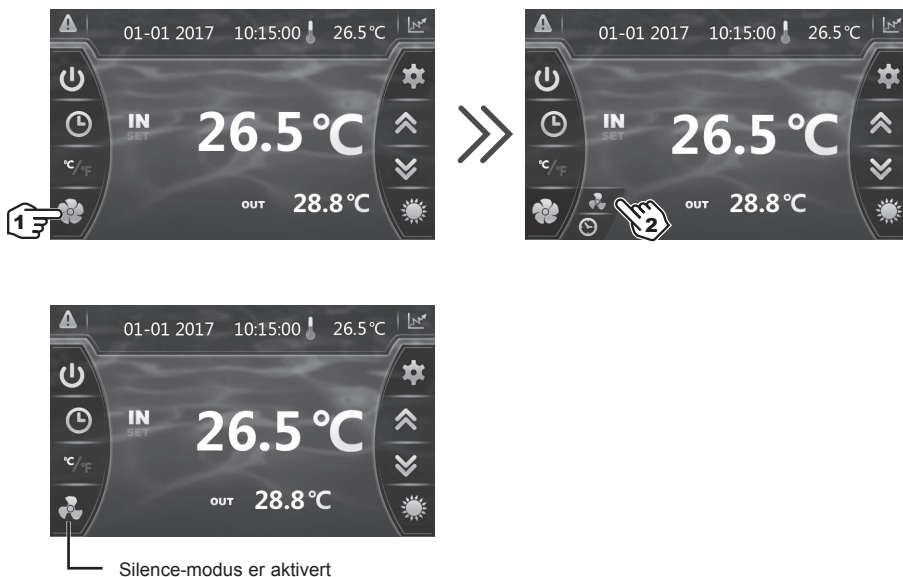 01-01 2017 10:15:00 26.5°C
IN
SET
26.5°C
°C/°F
OUT 28.8°C
1
01-01 2017 10:15:00 26.5°C
IN
SET
26.5°C
°C/°F
OUT 28.8°C
2
01-01 2017 10:15:00 26.5°C
IN
SET
26.5°C
°C/°F
OUT 28.8°C
Silence-modus er aktivert